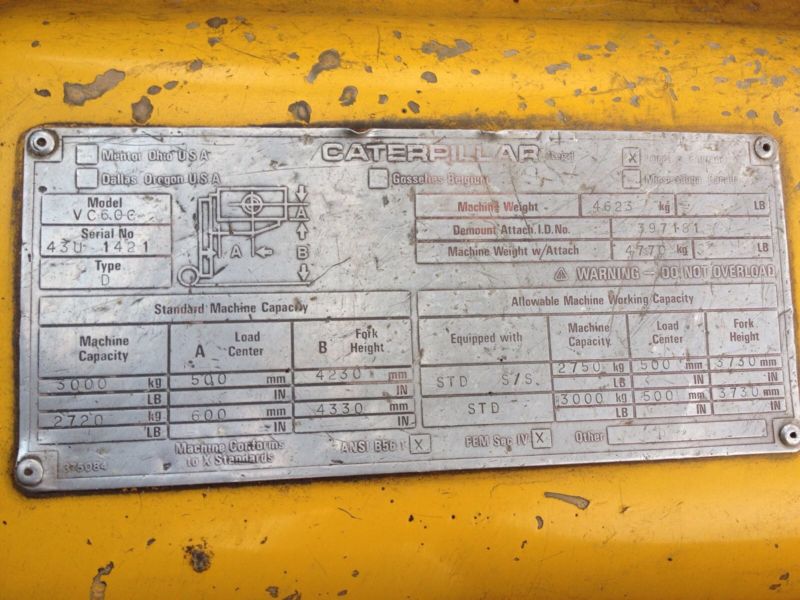 Mentor Ohio U S A
CATERPILLAR
X
Dallas Oregon U.S.A
Gosselies Belgium
Mississauga Canada
Model
VC60C
Serial No
43U 1421
Type
D
A
A
B
Machine Weight 4623 kg LB
Demount Attach. I.D. No. 397181
Machine Weight w/Attach 4770 kg LB
⚠ WARNING — DO NOT OVERLOAD
Standard Machine Capacity
Machine Capacity A Load Center B Fork Height
3000 kg 500 mm 4230 mm
LB IN IN
2720 kg 600 mm 4330 mm
LB IN IN
Allowable Machine Working Capacity
Equipped with Machine Capacity Load Center Fork Height
STD S/S. 2750 kg 500 mm 3730 mm
LB IN IN
STD 3000 kg 500 mm 3730 mm
LB IN IN
Machine Conforms
to X Standards
ANSI B56.1 X
FEM Sec IV X
Other
375084